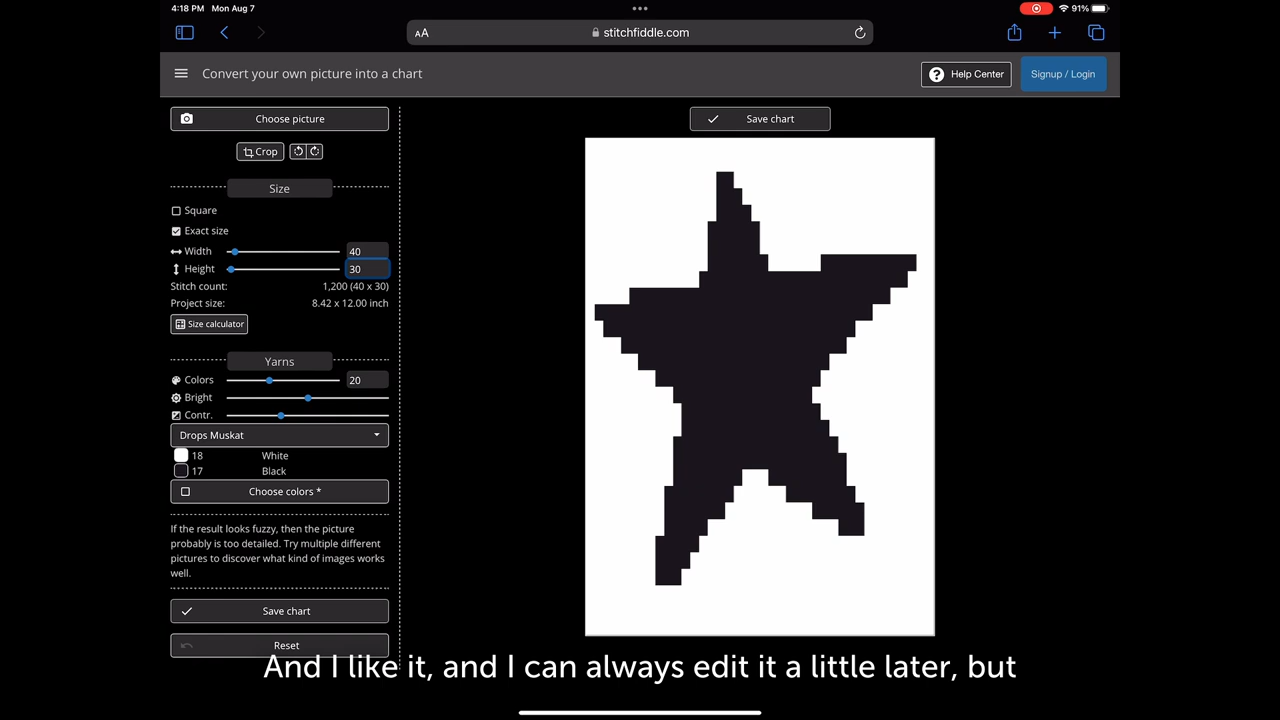 4:18 PM Mon Aug 7
91%
AA
stitchfiddle.com
Convert your own picture into a chart
Help Center
Signup / Login
Choose picture
Save chart
Crop
Size
Square
Exact size
Width 40
Height 30
Stitch count: 1,200 (40 x 30)
Project size: 8.42 x 12.00 inch
Size calculator
Yarns
Colors 20
Bright
Contr.
Drops Muskat
18 White
17 Black
Choose colors *
If the result looks fuzzy, then the picture
probably is too detailed. Try multiple different
pictures to discover what kind of images works
well.
Save chart
Reset
And I like it, and I can always edit it a little later, but